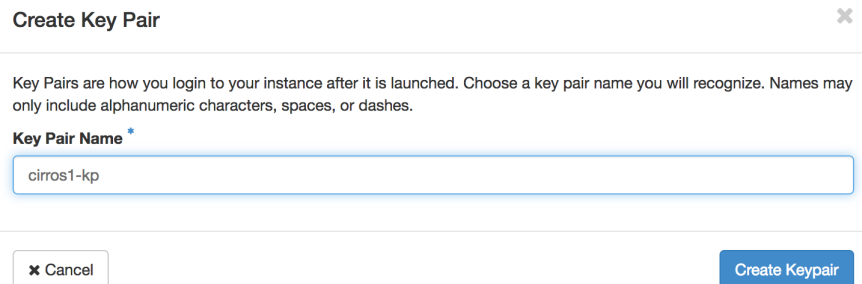 Create Key Pair
Key Pairs are how you login to your instance after it is launched. Choose a key pair name you will recognize. Names may
only include alphanumeric characters, spaces, or dashes.
Key Pair Name *
cirros1-kp
Cancel
Create Keypair